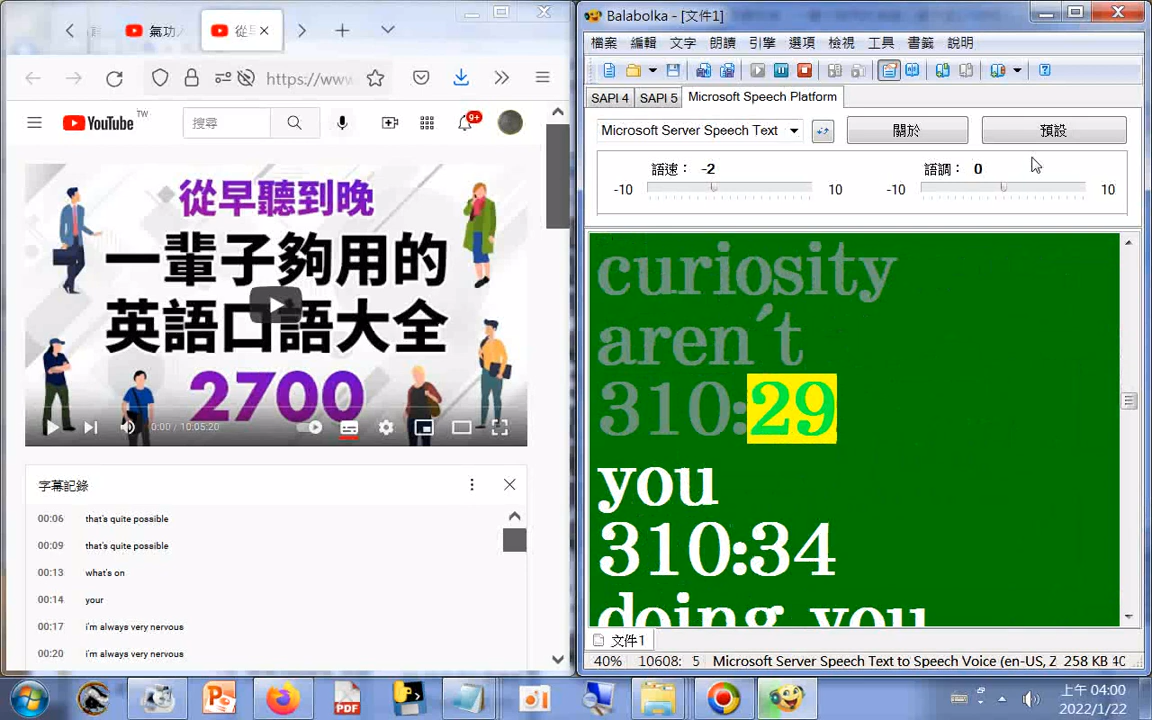 氣功
從
https://www
YouTube TW
搜尋
9+
從早聽到晚
一輩子夠用的
英語口語大全
2700
0:00 / 10:05:20
字幕記錄
00:06 that's quite possible
00:09 that's quite possible
00:13 what's on
00:14 your
00:17 i'm always very nervous
00:20 i'm always very nervous
Balabolka - [文件1]
檔案 編輯 文字 朗讀 引擎 選項 檢視 工具 書籤 說明
SAPI 4 SAPI 5 Microsoft Speech Platform
Microsoft Server Speech Text 關於 預設
語速： -2 語調： 0
-10 10 -10 10
curiosity
aren´t
310:29
you
310:34
doing you
文件1
40% 10608: 5 Microsoft Server Speech Text to Speech Voice (en-US, Z 258 KB 4C
PDF
上午 04:00
2022/1/22